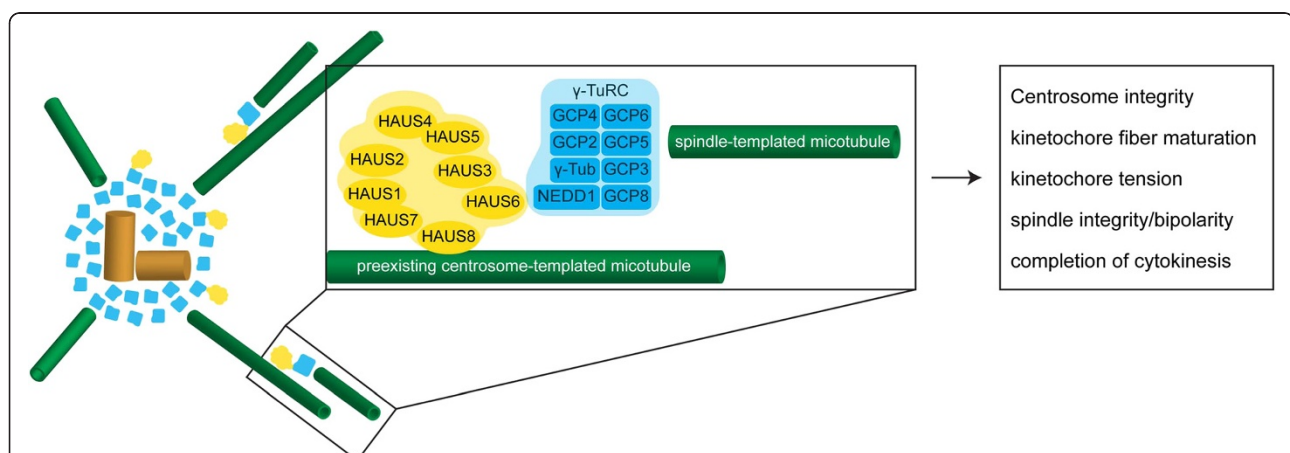 γ-TuRC
GCP4 GCP6
GCP2 GCP5
γ-Tub GCP3
NEDD1 GCP8
HAUS4
HAUS5
HAUS2
HAUS3
HAUS1
HAUS6
HAUS7
HAUS8
spindle-templated micotubule
preexisting centrosome-templated micotubule
Centrosome integrity
kinetochore fiber maturation
kinetochore tension
spindle integrity/bipolarity
completion of cytokinesis